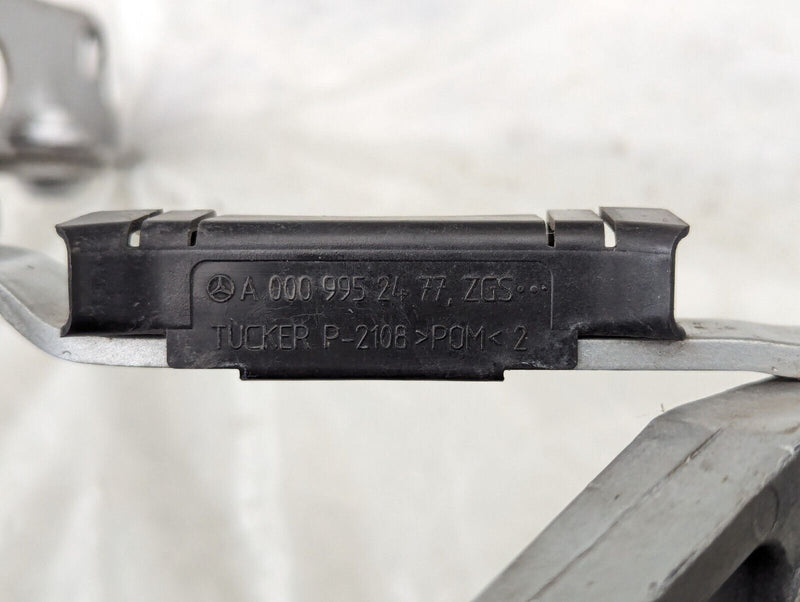 A 000 995 24 77, ZGS•••
TUCKER P-2108 >POM< 2